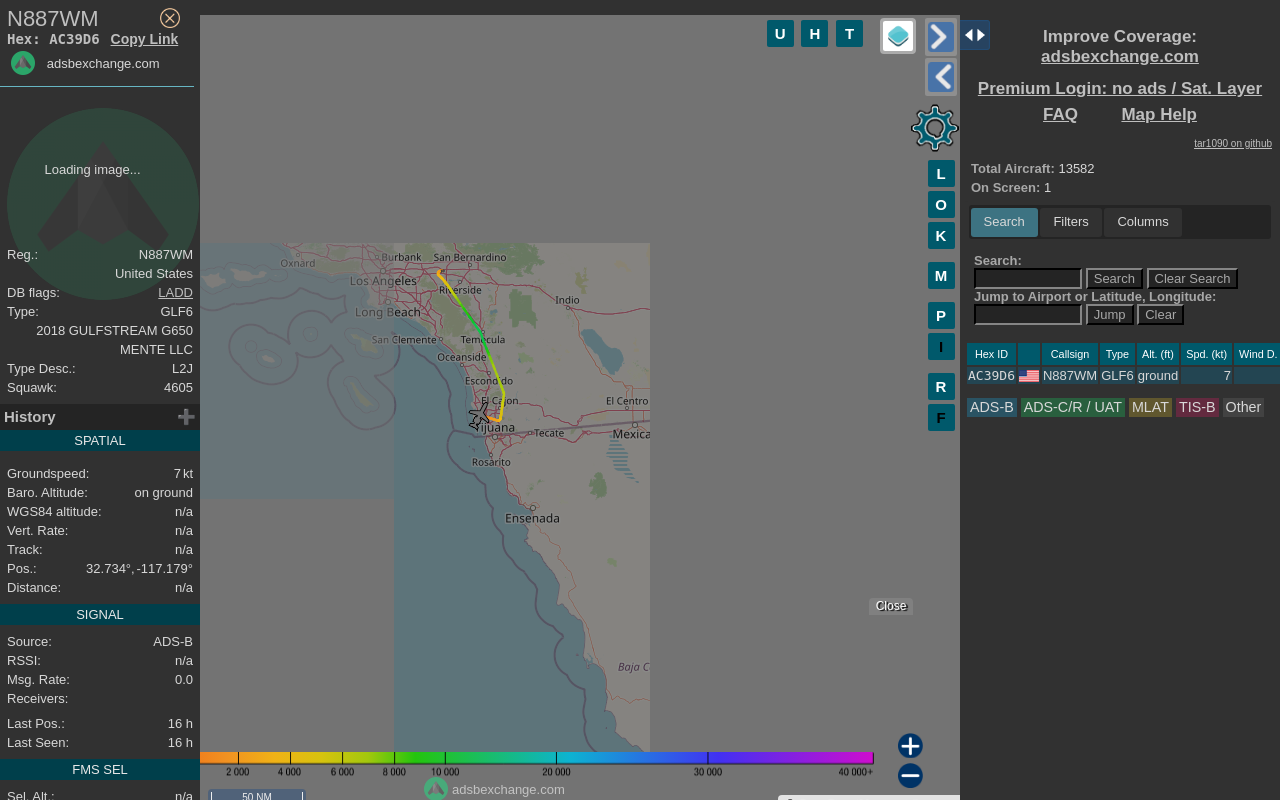 N887WM
Hex: AC39D6 Copy Link
adsbexchange.com
Loading image...
Reg.: N887WM
United States
DB flags: LADD
Type: GLF6
2018 GULFSTREAM G650
MENTE LLC
Type Desc.: L2J
Squawk: 4605
History
SPATIAL
Groundspeed: 7 kt
Baro. Altitude: on ground
WGS84 altitude: n/a
Vert. Rate: n/a
Track: n/a
Pos.: 32.734°, -117.179°
Distance: n/a
SIGNAL
Source: ADS-B
RSSI: n/a
Msg. Rate: 0.0
Receivers:
Last Pos.: 16 h
Last Seen: 16 h
FMS SEL
Sel. Alt.: n/a
U H T
L
O
K
M
P
I
R
F
Oxnard
Burbank
San Bernardino
Los Angeles
Riverside
Indio
Long Beach
San Clemente
Temecula
Oceanside
Escondido
El Cajon
El Centro
Tijuana
Tecate
Mexica
Rosarito
Ensenada
Baja C
Close
2 000 4 000 6 000 8 000 10 000 20 000 30 000 40 000+
adsbexchange.com
50 NM
Improve Coverage:
adsbexchange.com
Premium Login: no ads / Sat. Layer
FAQ Map Help
tar1090 on github
Total Aircraft: 13582
On Screen: 1
Search Filters Columns
Search:
Search Clear Search
Jump to Airport or Latitude, Longitude:
Jump Clear
Hex ID Callsign Type Alt. (ft) Spd. (kt) Wind D.
AC39D6 N887WM GLF6 ground 7
ADS-B ADS-C/R / UAT MLAT TIS-B Other